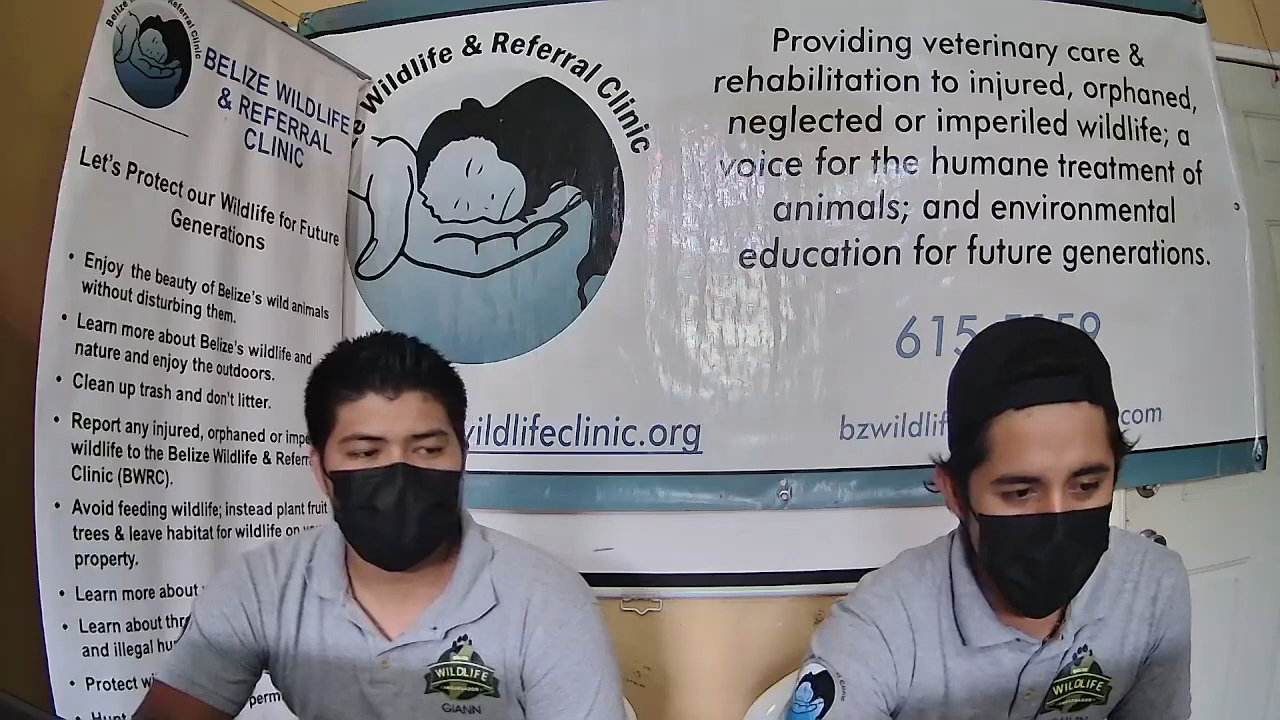 Belize Referral Clinic
BELIZE WILDLIFE
& REFERRAL
CLINIC
Let's Protect our Wildlife for Future
Generations
• Enjoy the beauty of Belize's wild animals
without disturbing them.
• Learn more about Belize's wildlife and
nature and enjoy the outdoors.
• Clean up trash and don't litter.
• Report any injured, orphaned or
wildlife to the Belize Wildlife &
Clinic (BWRC).
• Avoid feeding wildlife; instead plant fruit
trees & leave habitat for wildlife on
property.
• Learn more about
• Learn about
and illegal
• Protect
• Hunt
Wildlife & Referral Clinic
Providing veterinary care &
rehabilitation to injured, orphaned,
neglected or imperiled wildlife; a
voice for the humane treatment of
animals; and environmental
education for future generations.
615
wildlifeclinic.org
bzwildlif com
WILDLIFE
GIANN
WILDLIFE